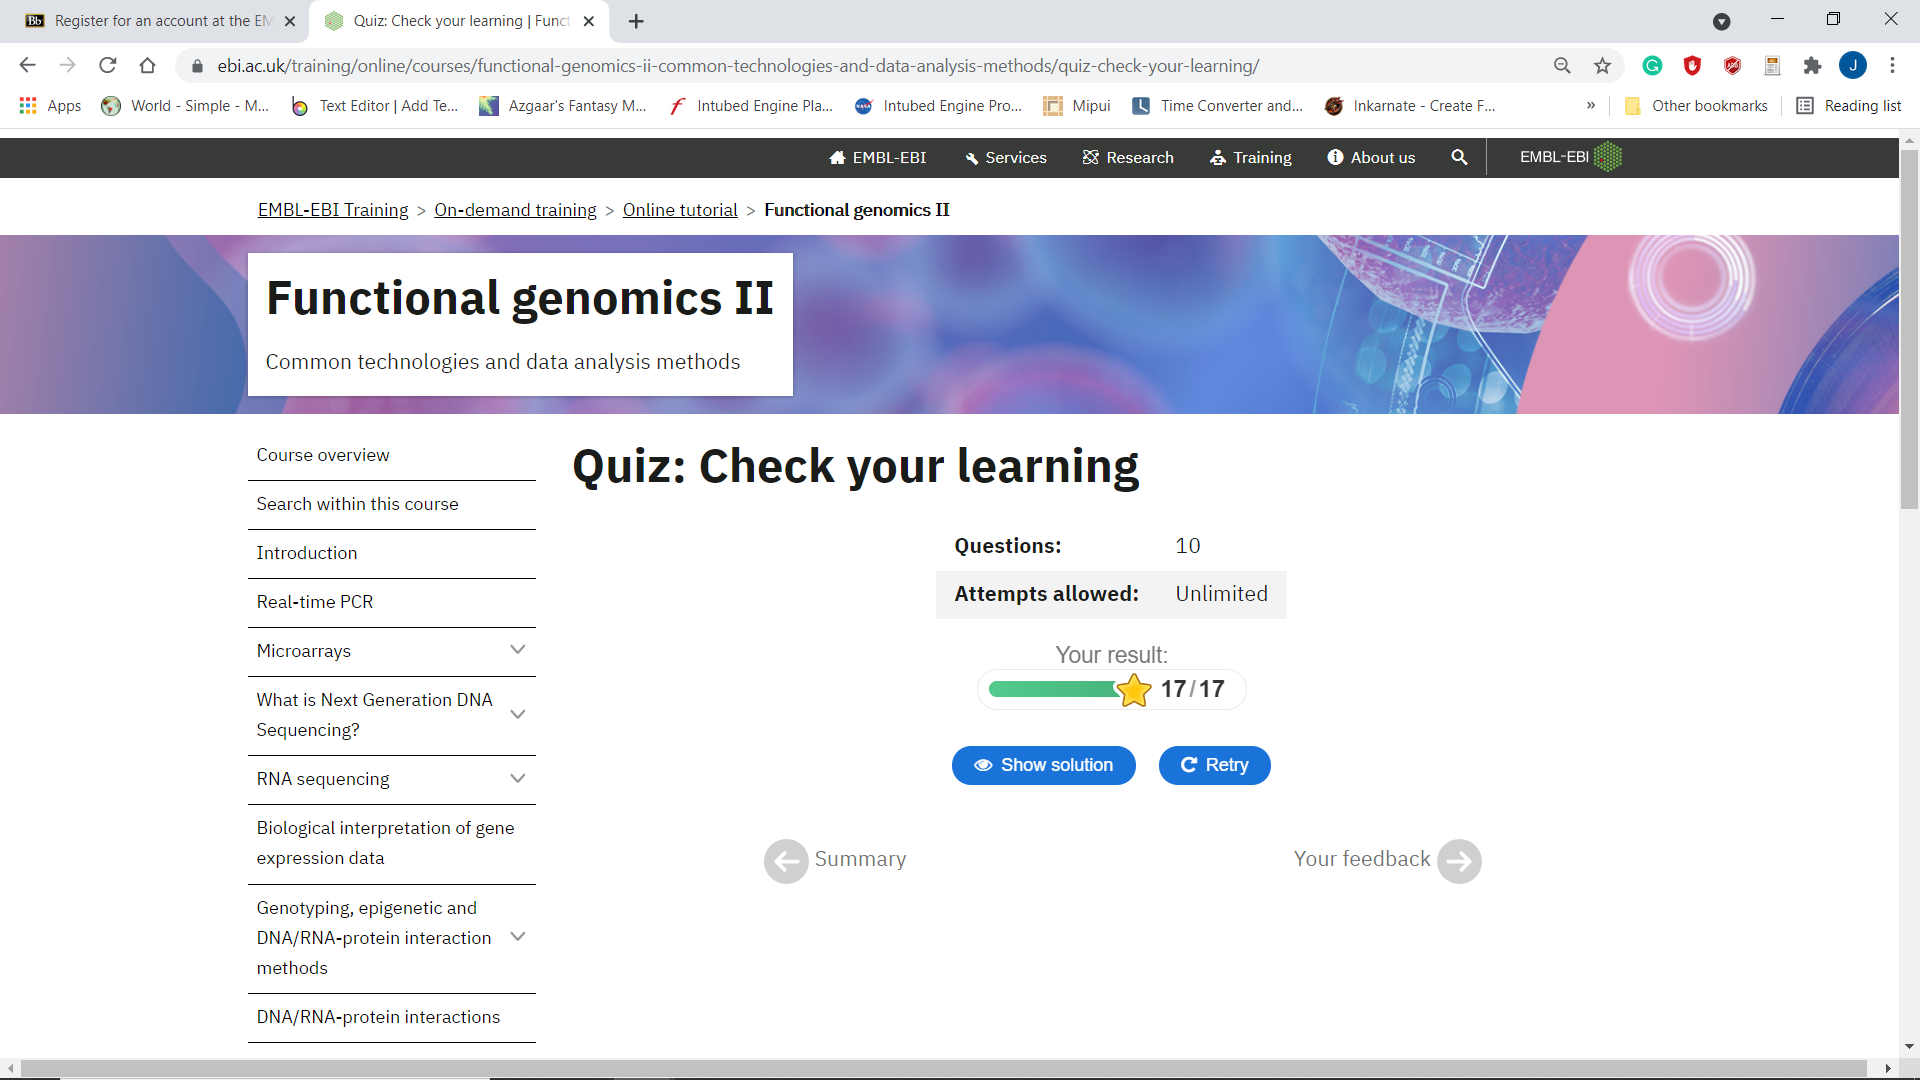 Bb Register for an account at the EM
Quiz: Check your learning | Funct
ebi.ac.uk/training/online/courses/functional-genomics-ii-common-technologies-and-data-analysis-methods/quiz-check-your-learning/
J
Apps
World - Simple - M...
Text Editor | Add Te...
Azgaar's Fantasy M...
Intubed Engine Pla...
Intubed Engine Pro...
Mipui
Time Converter and...
Inkarnate - Create F...
»
Other bookmarks
Reading list
EMBL-EBI
Services
Research
Training
About us
EMBL-EBI
EMBL-EBI Training > On-demand training > Online tutorial > Functional genomics II
Functional genomics II
Common technologies and data analysis methods
Course overview
Search within this course
Introduction
Real-time PCR
Microarrays
What is Next Generation DNA
Sequencing?
RNA sequencing
Biological interpretation of gene
expression data
Genotyping, epigenetic and
DNA/RNA-protein interaction
methods
DNA/RNA-protein interactions
Quiz: Check your learning
Questions: 10
Attempts allowed: Unlimited
Your result:
17/17
Show solution
Retry
Summary
Your feedback